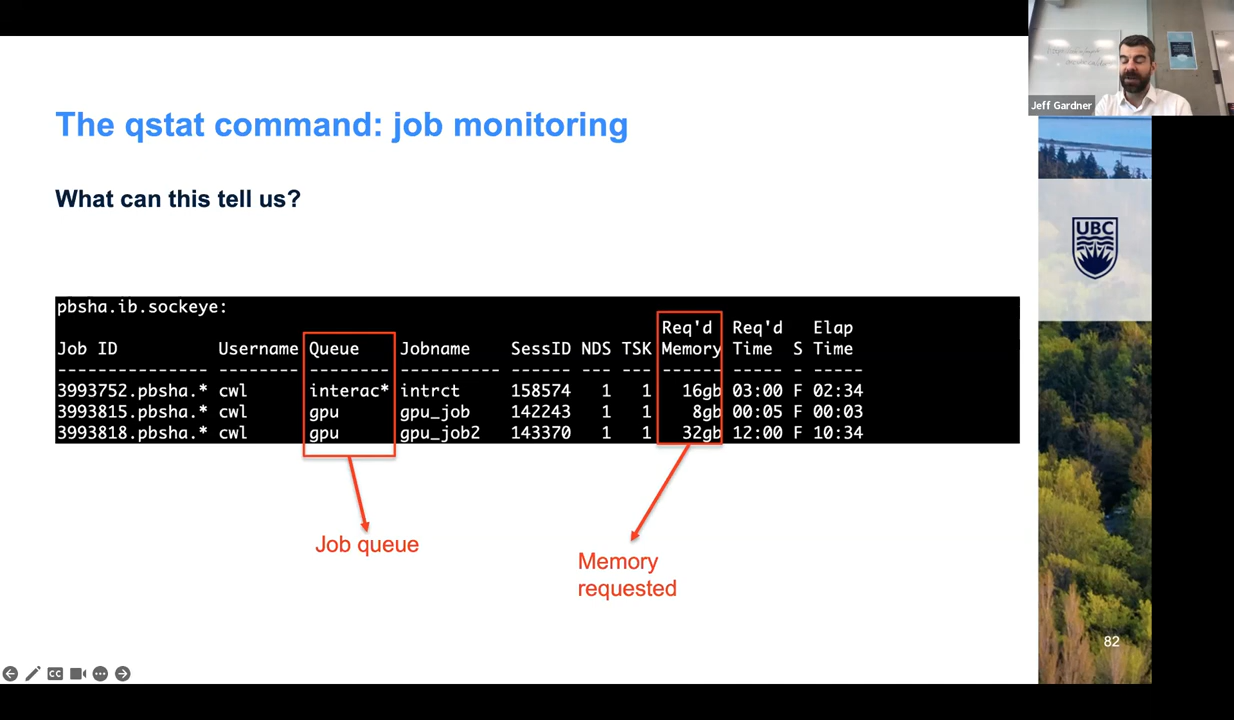 Jeff Gardner
The qstat command: job monitoring
What can this tell us?
UBC
pbsha.ib.sockeye:
Req'd Req'd Elap
Job ID Username Queue Jobname SessID NDS TSK Memory Time S Time
--------------- -------- -------- ---------- ------ --- --- ------ ----- - -----
3993752.pbsha.* cwl interac* intrct 158574 1 1 16gb 03:00 F 02:34
3993815.pbsha.* cwl gpu gpu_job 142243 1 1 8gb 00:05 F 00:03
3993818.pbsha.* cwl gpu gpu_job2 143370 1 1 32gb 12:00 F 10:34
Job queue
Memory
requested
82
CC